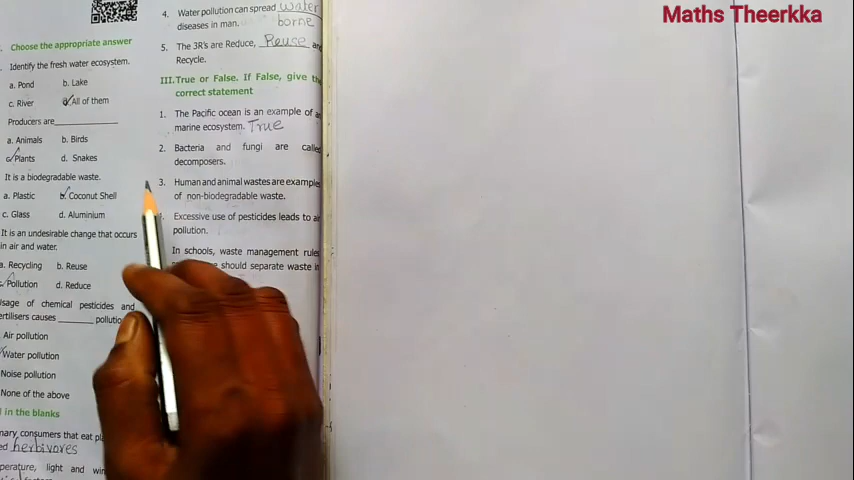 Maths Theerkka
Choose the appropriate answer
Identify the fresh water ecosystem.
a. Pond b. Lake
c. River d. All of them
Producers are
a. Animals b. Birds
c. Plants d. Snakes
It is a biodegradable waste.
a. Plastic b. Coconut Shell
c. Glass d. Aluminium
It is an undesirable change that occurs
in air and water.
a. Recycling b. Reuse
Pollution d. Reduce
of chemical pesticides and
causes ______
Air pollution
Water pollution
Noise pollution
None of the above
in the blanks
consumers that eat
herbivores
light and
4. Water pollution can spread water
diseases in man. borne
5. The 3R's are Reduce, Reuse
Recycle.
III. True or False. If False, give
correct statement
1. The Pacific ocean is an example of
marine ecosystem. True
2. Bacteria and fungi are
decomposers.
3. Human and animal wastes are
of non-biodegradable waste.
Excessive use of pesticides leads to
pollution.
In schools, waste management rules
should separate waste